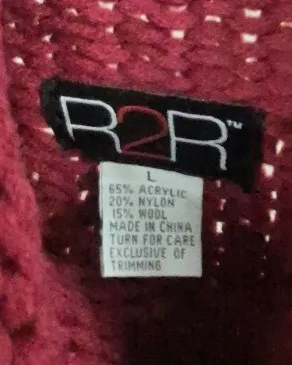 R2R™
L
65% ACRYLIC
20% NYLON
15% WOOL
MADE IN CHINA
TURN FOR CARE
EXCLUSIVE OF
TRIMMING